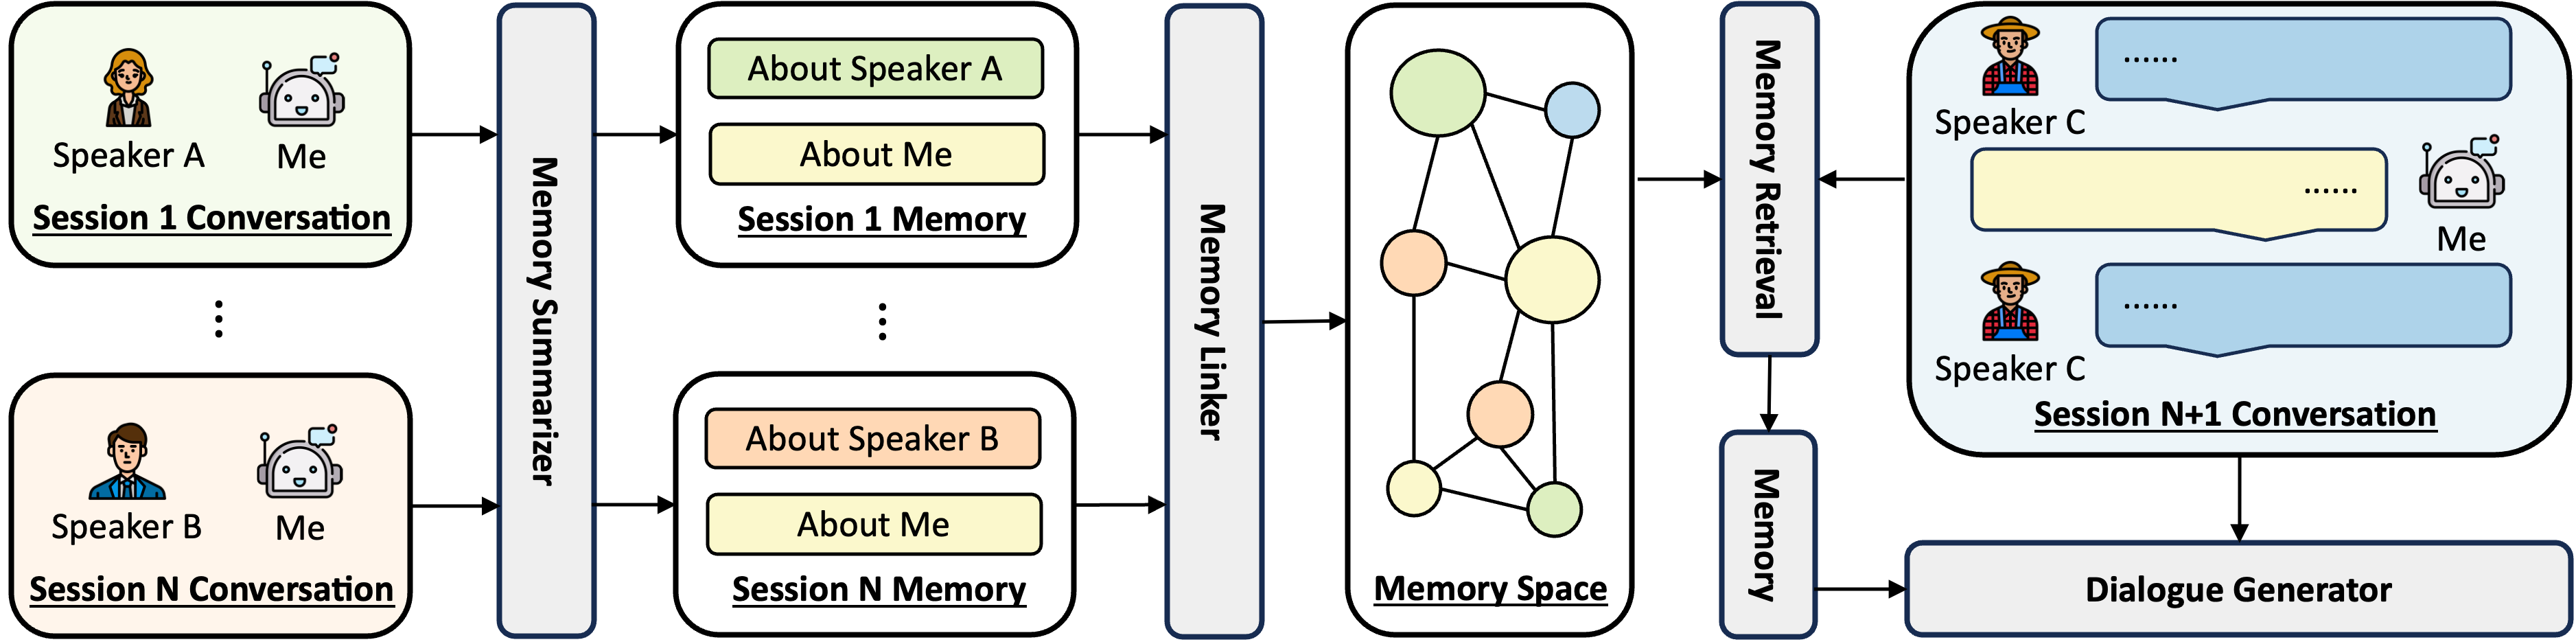 Speaker A
Me
Session 1 Conversation
⋮
Speaker B
Me
Session N Conversation
Memory Summarizer
About Speaker A
About Me
Session 1 Memory
⋮
About Speaker B
About Me
Session N Memory
Memory Linker
Memory Space
Memory Retrieval
Memory
......
Speaker C
......
Me
......
Speaker C
Session N+1 Conversation
Dialogue Generator